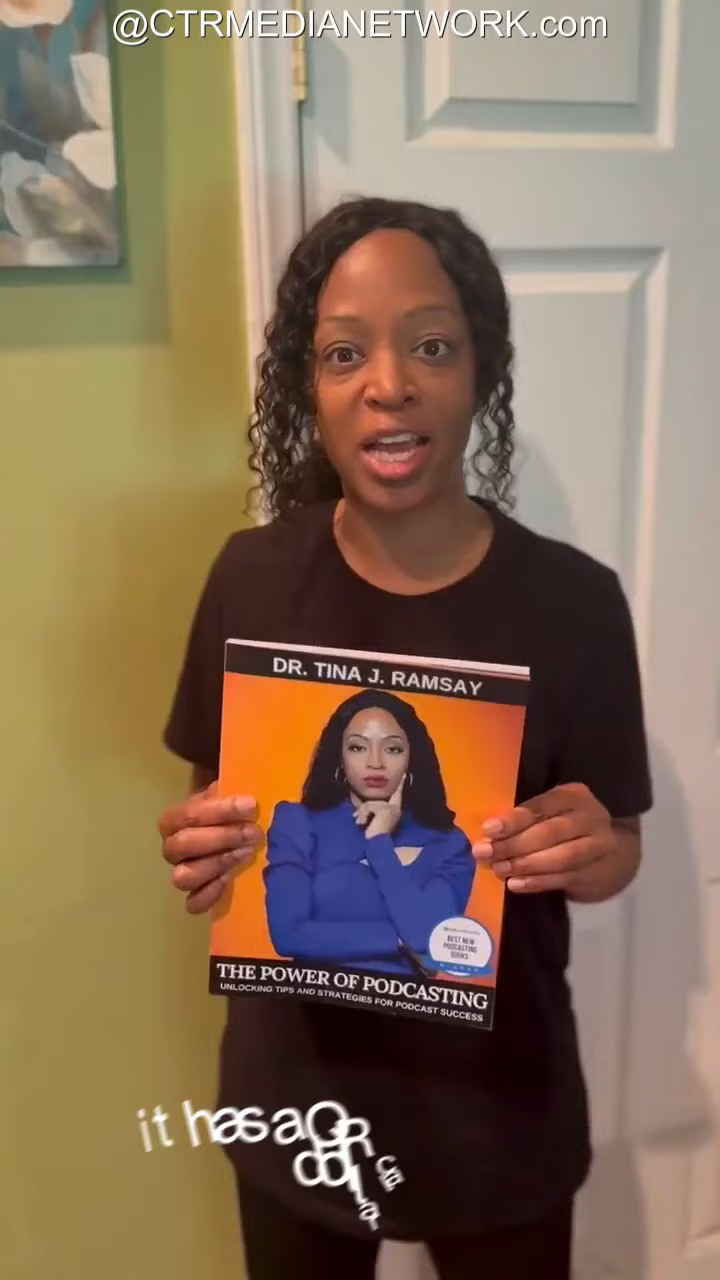 @CTRMEDIANETWORK.com
DR. TINA J. RAMSAY
BEST NEW
PODCASTING
BOOKS
THE POWER OF PODCASTING
UNLOCKING TIPS AND STRATEGIES FOR PODCAST SUCCESS
it has a QR